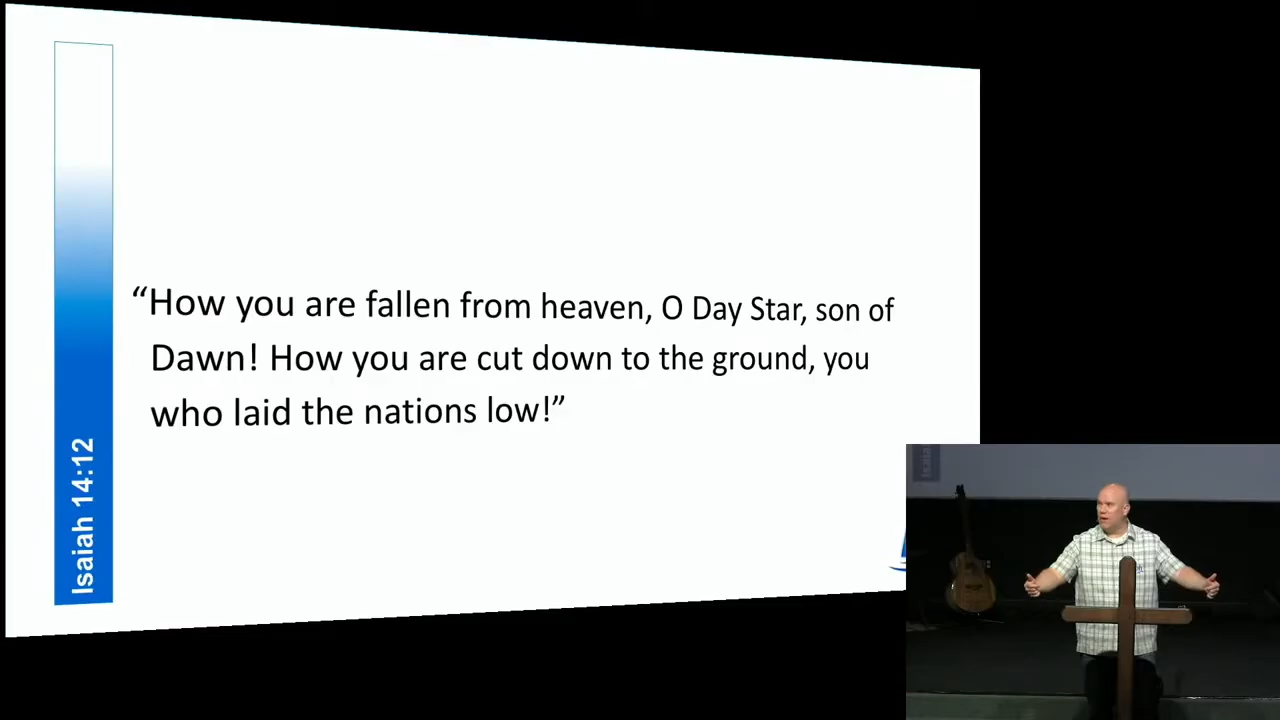 Isaiah 14:12
“How you are fallen from heaven, O Day Star, son of
Dawn! How you are cut down to the ground, you
who laid the nations low!”